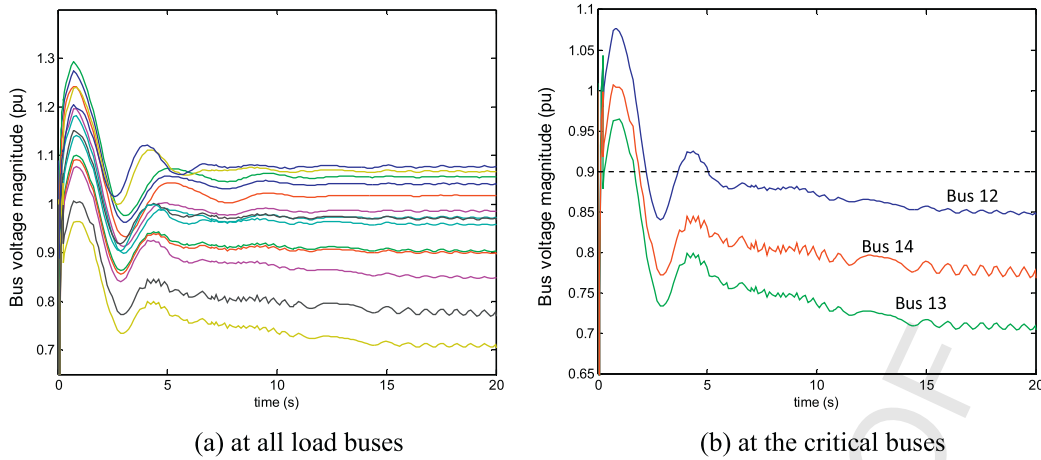 Bus voltage magnitude (pu)
1.3
1.2
1.1
1
0.9
0.8
0.7
0
5
10
15
20
time (s)
(a) at all load buses
Bus voltage magnitude (pu)
1.1
1.05
1
0.95
0.9
0.85
0.8
0.75
0.7
0.65
Bus 12
Bus 14
Bus 13
0
5
10
15
20
time (s)
(b) at the critical buses
OF